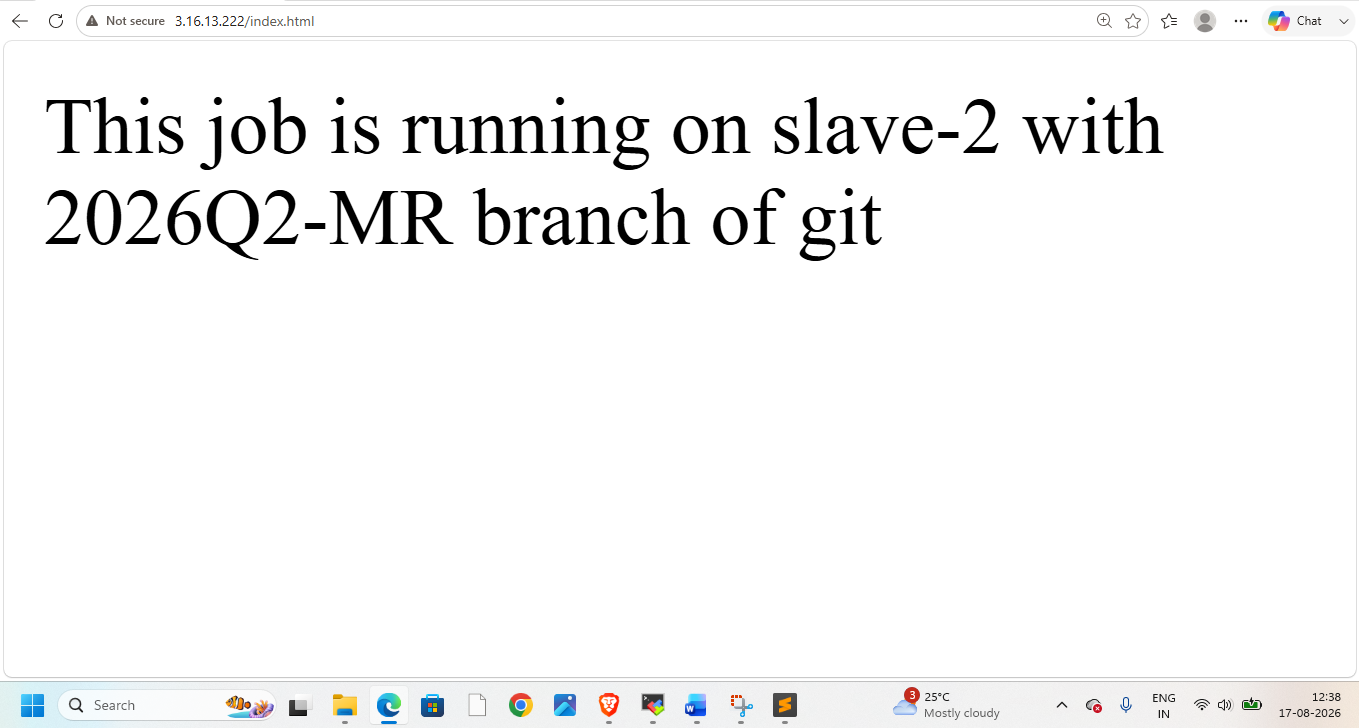 Not secure 3.16.13.222/index.html Chat
This job is running on slave-2 with
2026Q2-MR branch of git
Search 3 25°C ENG 12:38
Mostly cloudy IN 17-08-2026